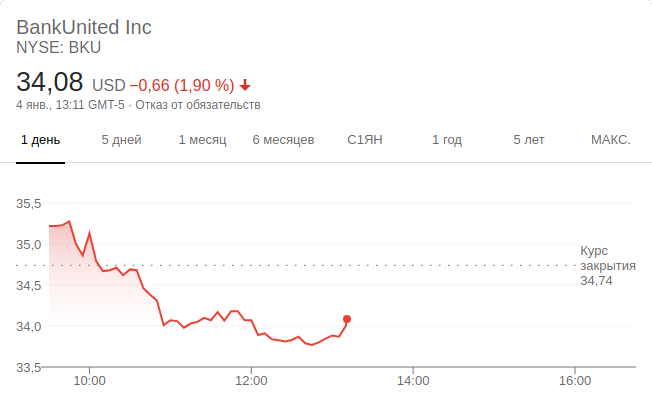 BankUnited Inc
NYSE: BKU
34,08 USD −0,66 (1,90 %)
4 янв., 13:11 GMT-5 · Отказ от обязательств
1 день 5 дней 1 месяц 6 месяцев С1ЯН 1 год 5 лет МАКС.
35,5
35,0
Курс
закрытия
34,74
34,5
34,0
33,5
10:00 12:00 14:00 16:00